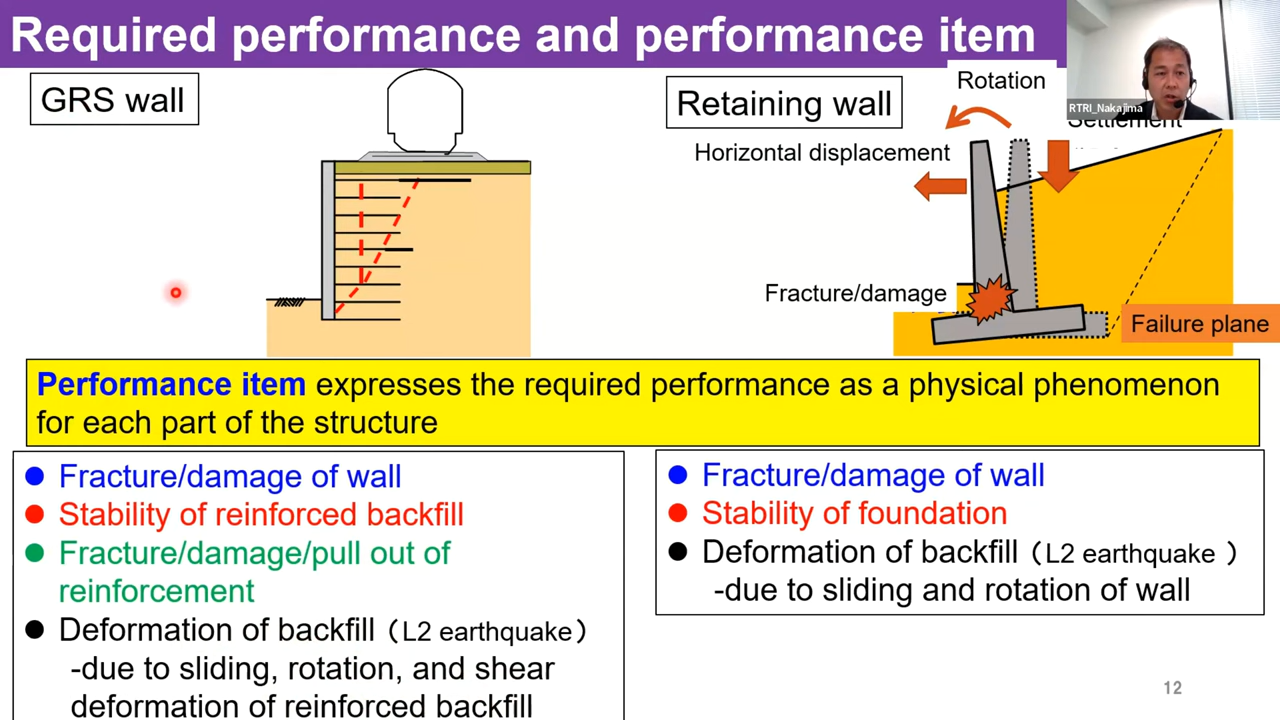 Required performance and performance item
GRS wall
Retaining wall
Rotation
RTRI_Nakajima
Settlement
Horizontal displacement
Fracture/damage
Failure plane
Performance item expresses the required performance as a physical phenomenon
for each part of the structure
● Fracture/damage of wall
● Stability of reinforced backfill
● Fracture/damage/pull out of
reinforcement
● Deformation of backfill（L2 earthquake）
-due to sliding, rotation, and shear
deformation of reinforced backfill
● Fracture/damage of wall
● Stability of foundation
● Deformation of backfill（L2 earthquake ）
-due to sliding and rotation of wall
12